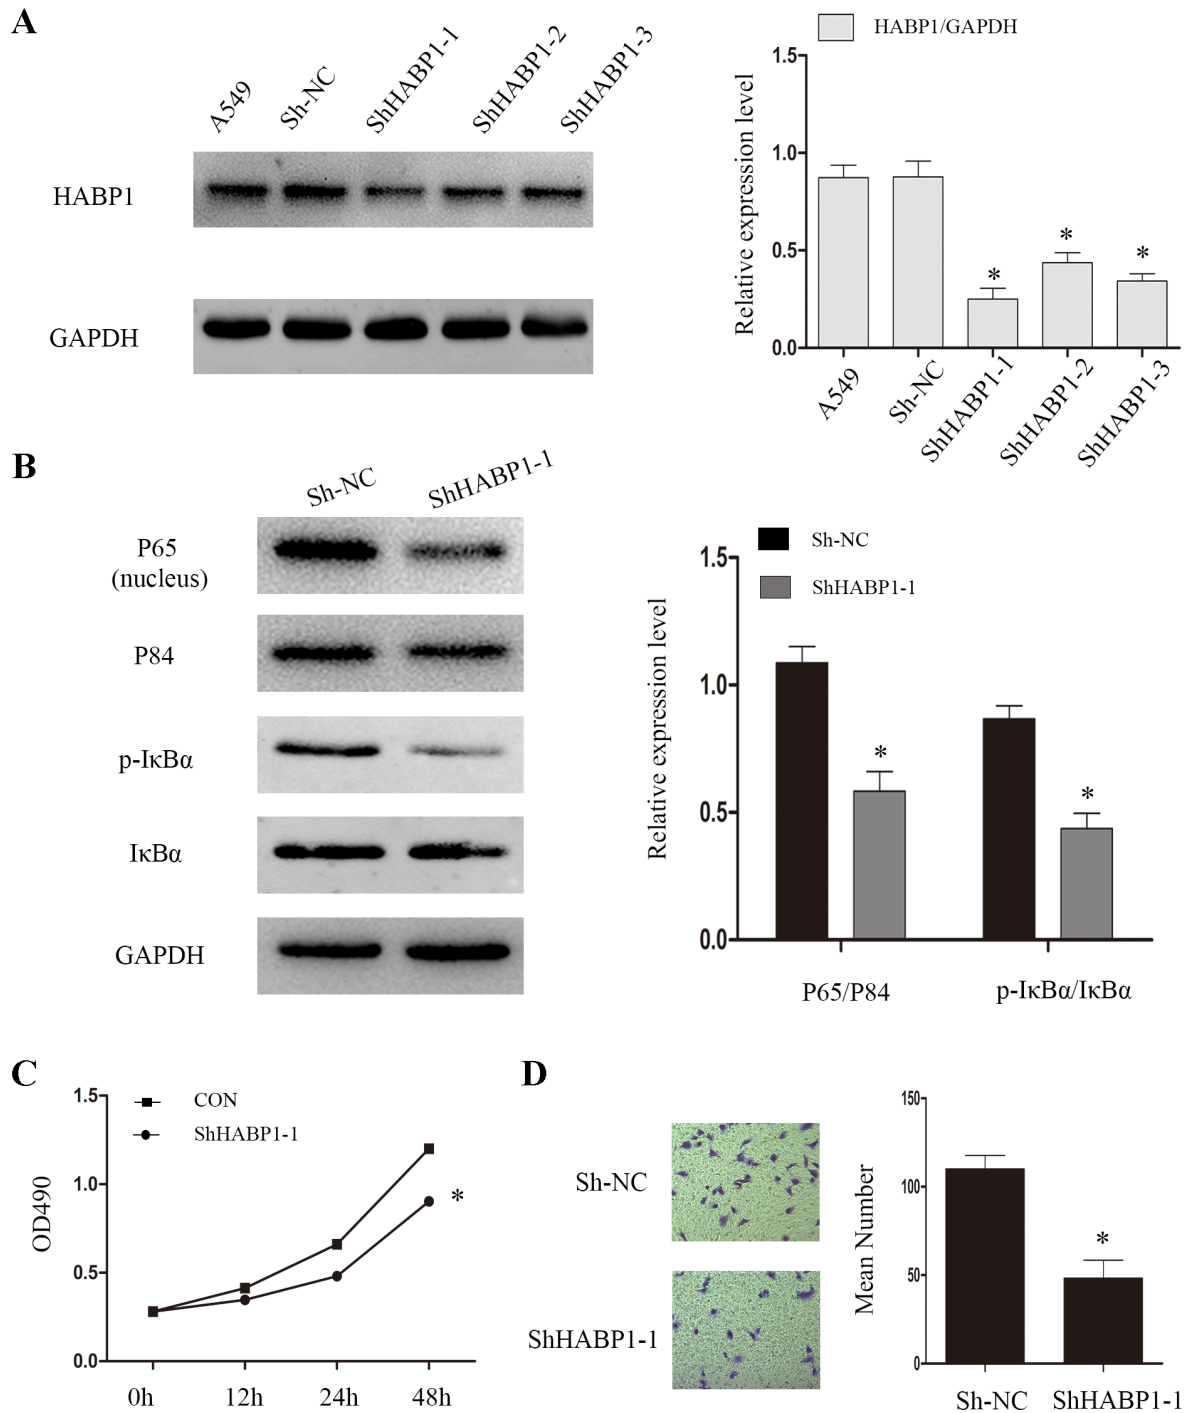 A
A549
Sh-NC
ShHABP1-1
ShHABP1-2
ShHABP1-3
HABP1
GAPDH
HABP1/GAPDH
Relative expression level
1.5
1.0
0.5
0.0
A549
Sh-NC
ShHABP1-1
ShHABP1-2
ShHABP1-3
*
*
*
B
Sh-NC
ShHABP1-1
P65
(nucleus)
P84
p-IκBα
IκBα
GAPDH
Sh-NC
ShHABP1-1
Relative expression level
1.5
1.0
0.5
0.0
*
*
P65/P84
p-IκBα/IκBα
C
CON
ShHABP1-1
OD490
1.5
1.0
0.5
0.0
*
0h
12h
24h
48h
D
Sh-NC
ShHABP1-1
Mean Number
150
100
50
0
*
Sh-NC
ShHABP1-1